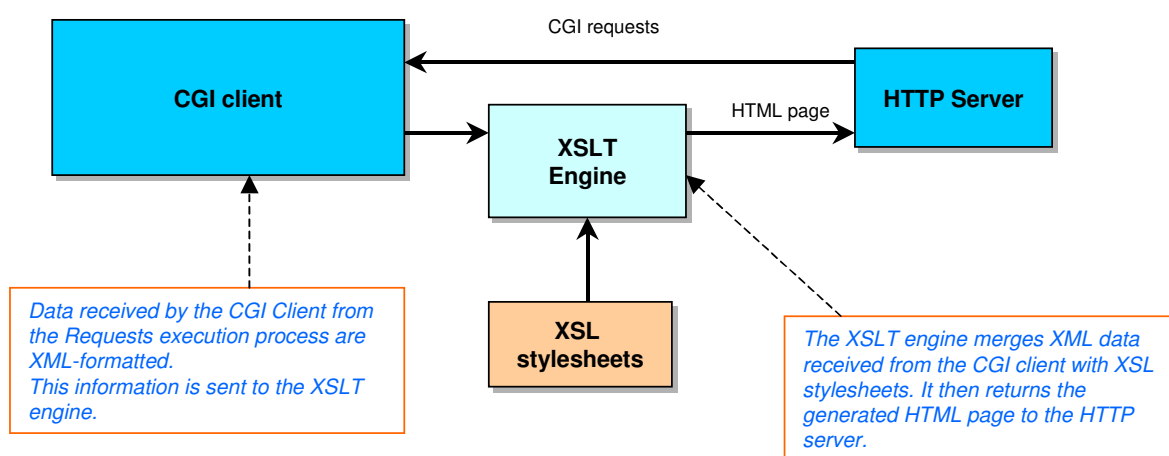 CGI requests
CGI client
HTTP Server
HTML page
XSLT
Engine
XSL
stylesheets
Data received by the CGI Client from
the Requests execution process are
XML-formatted.
This information is sent to the XSLT
engine.
The XSLT engine merges XML data
received from the CGI client with XSL
stylesheets. It then returns the
generated HTML page to the HTTP
server.